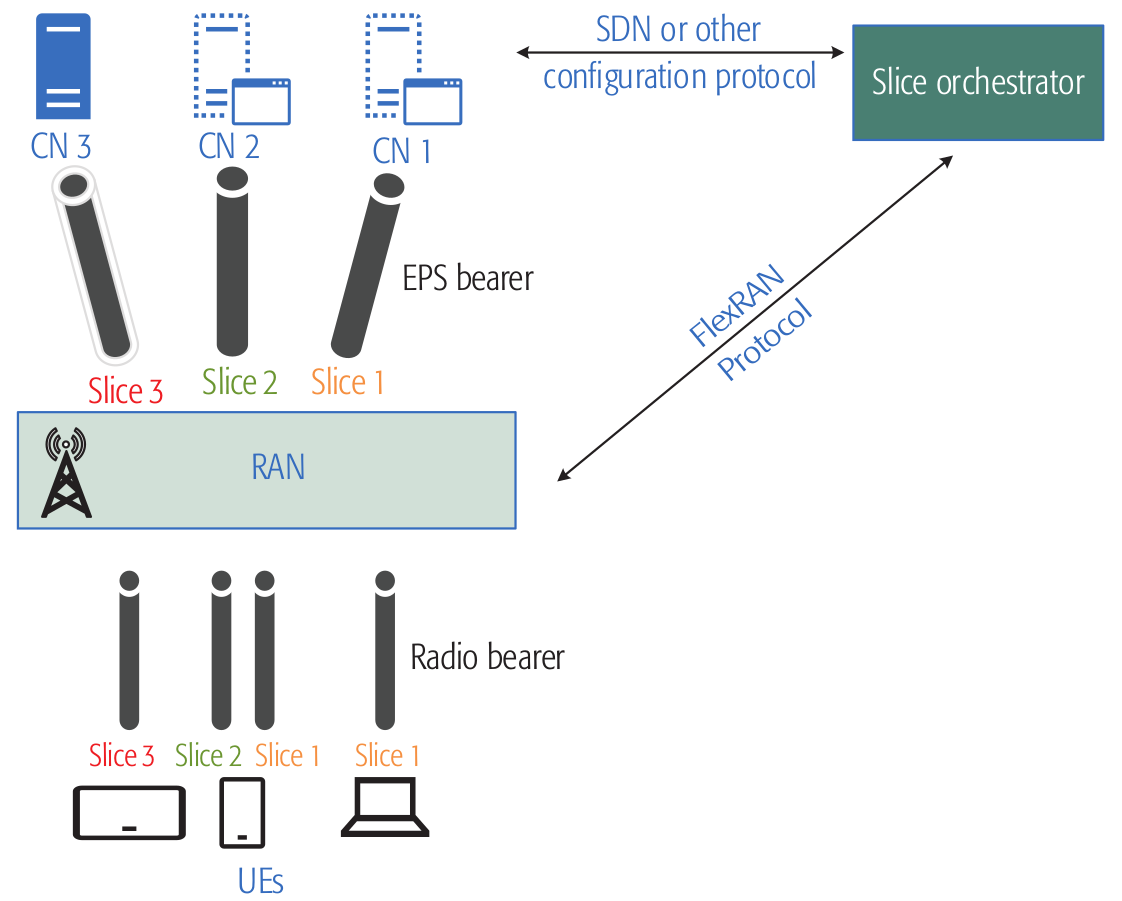 SDN or other
configuration protocol
Slice orchestrator
CN 3
CN 2
CN 1
EPS bearer
FlexRAN
Protocol
Slice 3
Slice 2
Slice 1
RAN
Radio bearer
Slice 3
Slice 2
Slice 1
Slice 1
UEs